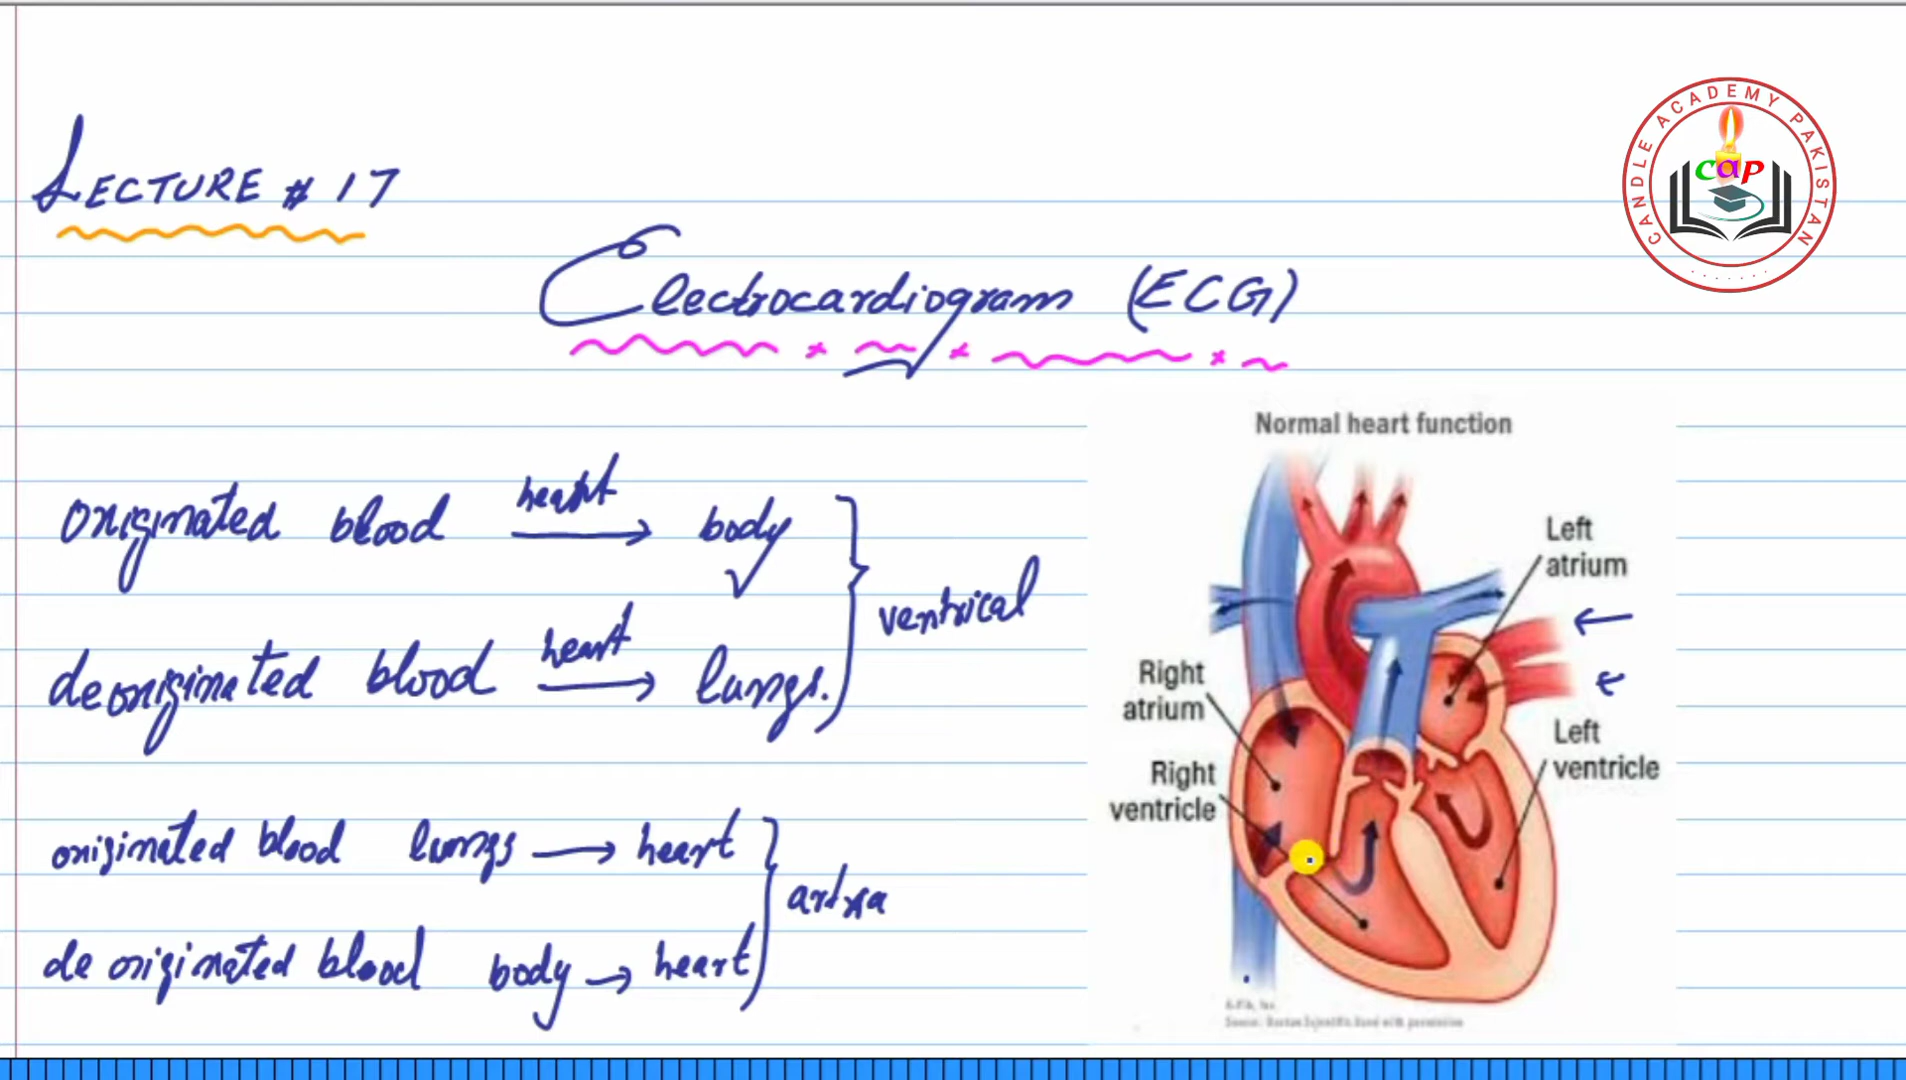 LECTURE # 17
CANDLE ACADEMY PAKISTAN
cap
Electrocardiogram (ECG)
Normal heart function
originated blood heart → body } ventrical
deoriginated blood heart → lungs.
originated blood lungs → heart } artria
de originated blood body → heart
Left
atrium
Right
atrium
Left
ventricle
Right
ventricle